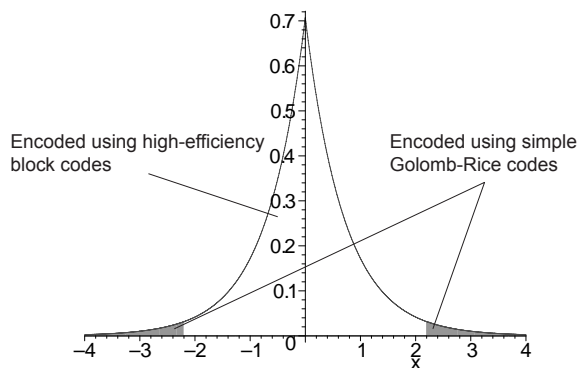 0.7
0.6
0.5
Encoded using high-efficiency
block codes
Encoded using simple
Golomb-Rice codes
0.4
0.3
0.2
0.1
0
–4 –3 –2 –1 1 2 3 4
x